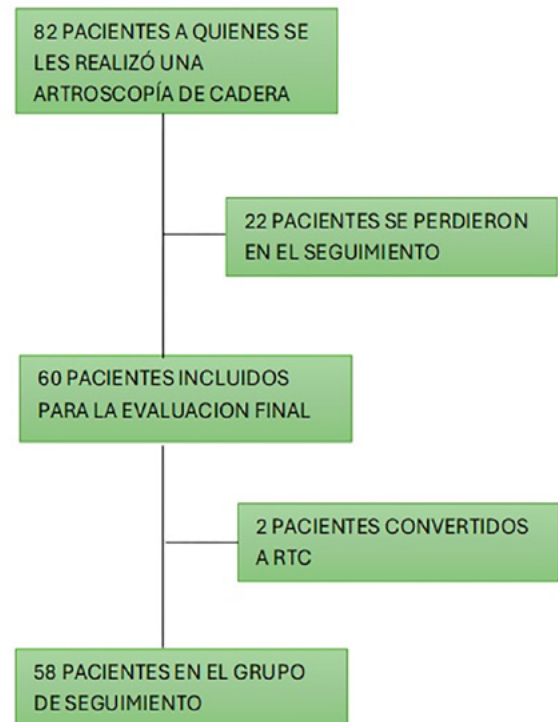 82 PACIENTES A QUIENES SE
LES REALIZÓ UNA
ARTROSCOPÍA DE CADERA
22 PACIENTES SE PERDIERON
EN EL SEGUIMIENTO
60 PACIENTES INCLUIDOS
PARA LA EVALUACION FINAL
2 PACIENTES CONVERTIDOS
A RTC
58 PACIENTES EN EL GRUPO
DE SEGUIMIENTO